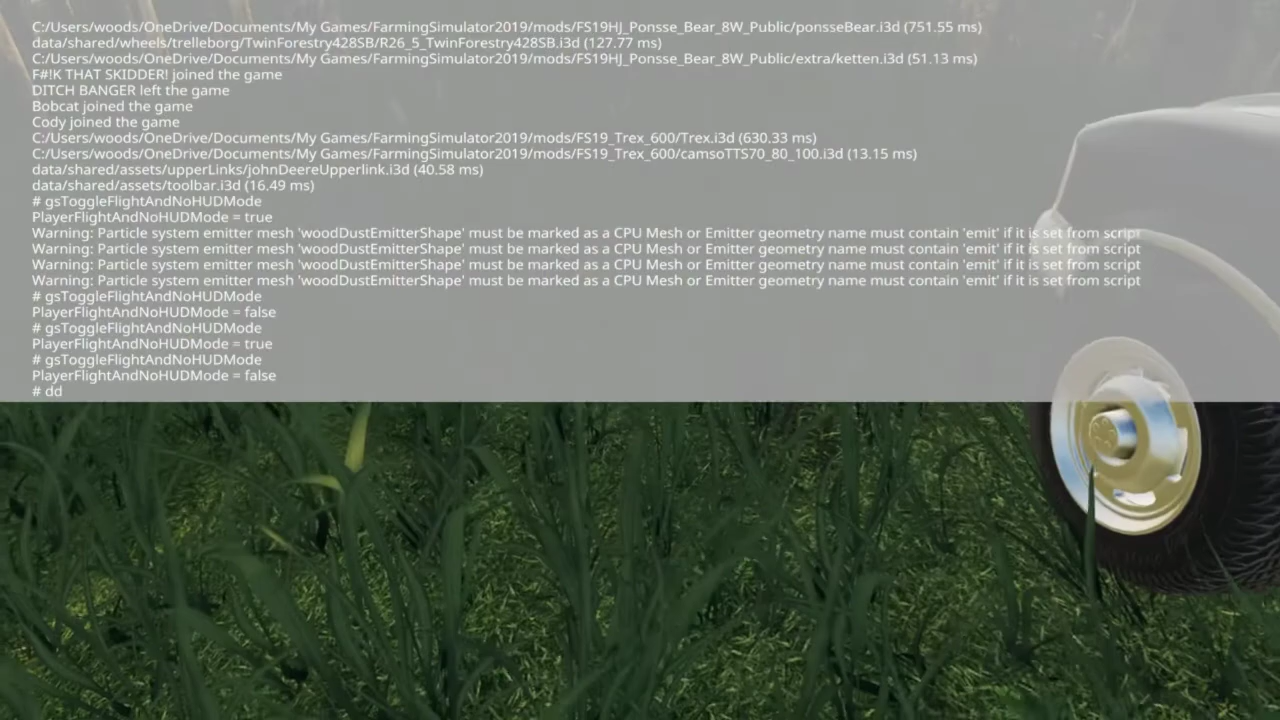 C:/Users/woods/OneDrive/Documents/My Games/FarmingSimulator2019/mods/FS19HJ_Ponsse_Bear_8W_Public/ponsseBear.i3d (751.55 ms)
data/shared/wheels/trelleborg/TwinForestry428SB/R26_5_TwinForestry428SB.i3d (127.77 ms)
C:/Users/woods/OneDrive/Documents/My Games/FarmingSimulator2019/mods/FS19HJ_Ponsse_Bear_8W_Public/extra/ketten.i3d (51.13 ms)
F#!K THAT SKIDDER! joined the game
DITCH BANGER left the game
Bobcat joined the game
Cody joined the game
C:/Users/woods/OneDrive/Documents/My Games/FarmingSimulator2019/mods/FS19_Trex_600/Trex.i3d (630.33 ms)
C:/Users/woods/OneDrive/Documents/My Games/FarmingSimulator2019/mods/FS19_Trex_600/camsoTTS70_80_100.i3d (13.15 ms)
data/shared/assets/upperLinks/johnDeereUpperlink.i3d (40.58 ms)
data/shared/assets/toolbar.i3d (16.49 ms)
# gsToggleFlightAndNoHUDMode
PlayerFlightAndNoHUDMode = true
Warning: Particle system emitter mesh 'woodDustEmitterShape' must be marked as a CPU Mesh or Emitter geometry name must contain 'emit' if it is set from script
Warning: Particle system emitter mesh 'woodDustEmitterShape' must be marked as a CPU Mesh or Emitter geometry name must contain 'emit' if it is set from script
Warning: Particle system emitter mesh 'woodDustEmitterShape' must be marked as a CPU Mesh or Emitter geometry name must contain 'emit' if it is set from script
Warning: Particle system emitter mesh 'woodDustEmitterShape' must be marked as a CPU Mesh or Emitter geometry name must contain 'emit' if it is set from script
# gsToggleFlightAndNoHUDMode
PlayerFlightAndNoHUDMode = false
# gsToggleFlightAndNoHUDMode
PlayerFlightAndNoHUDMode = true
# gsToggleFlightAndNoHUDMode
PlayerFlightAndNoHUDMode = false
# dd